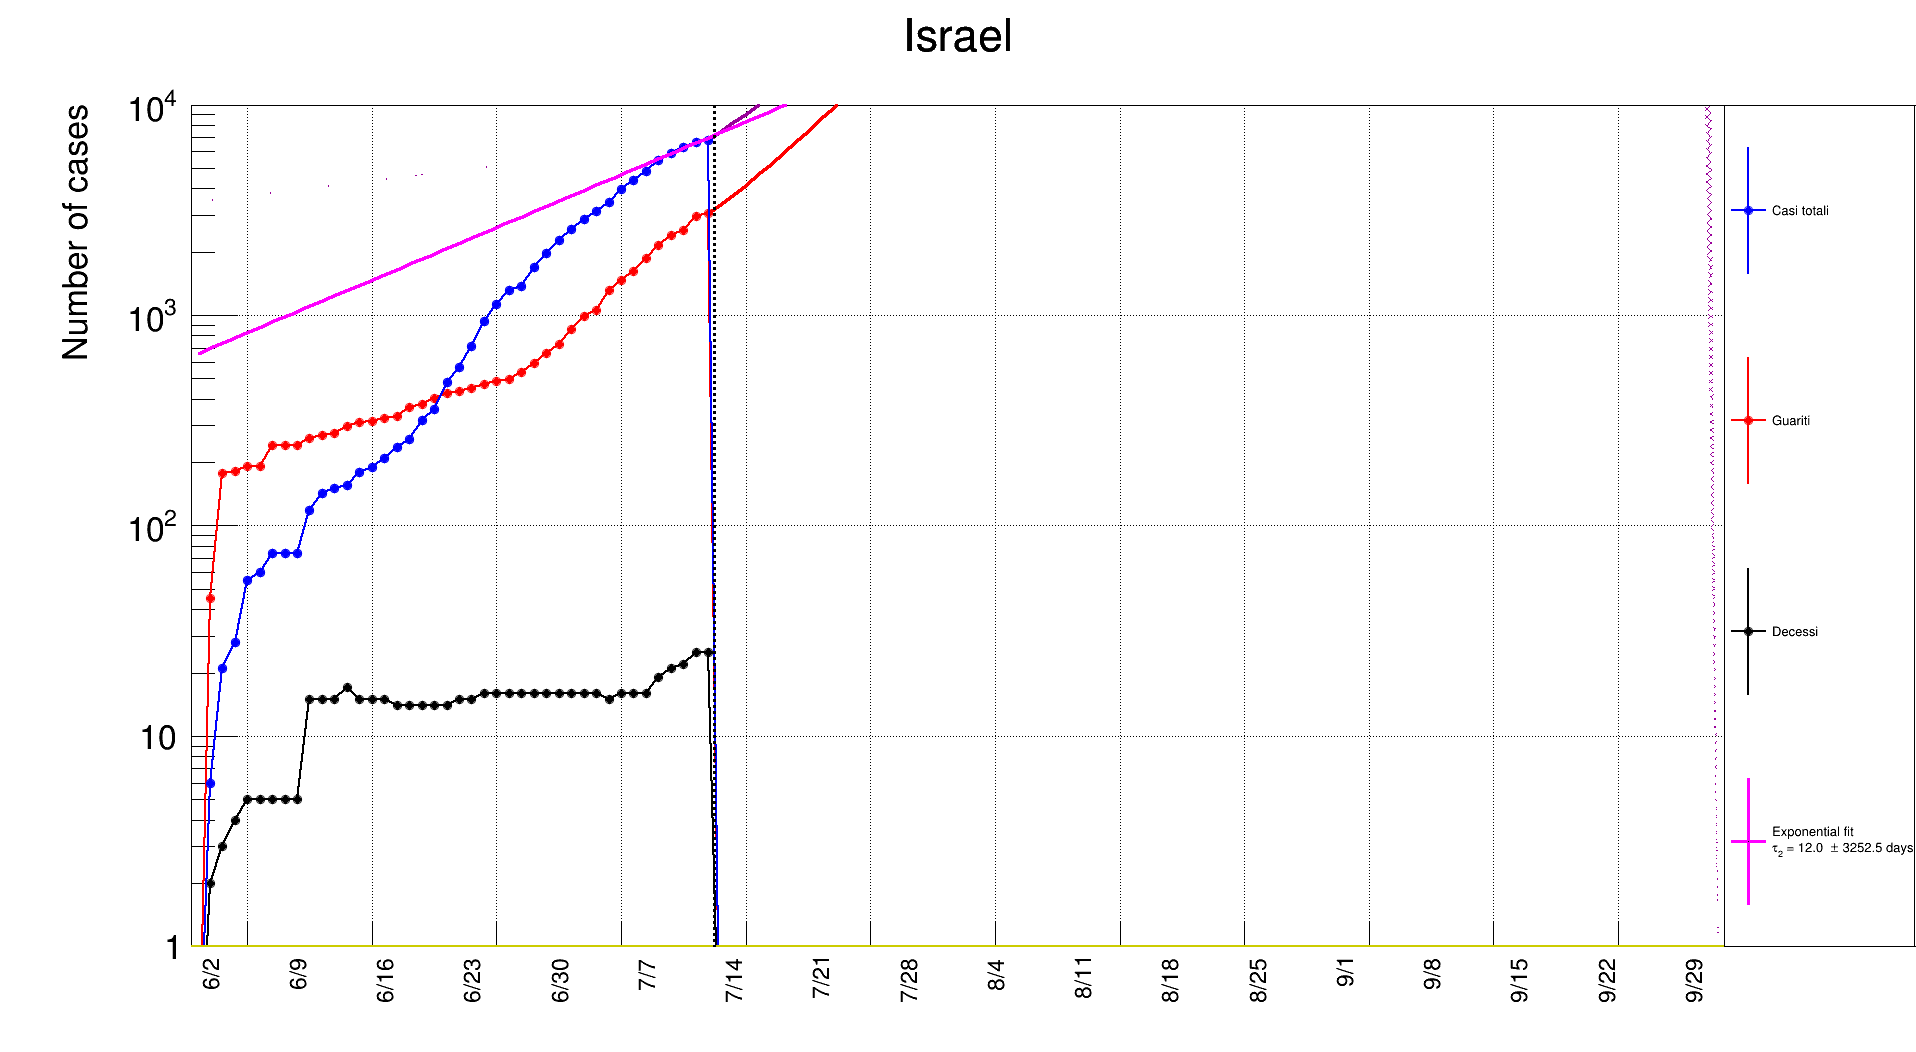 Israel
Number of cases
10^4
10^3
10^2
10
1
6/2 6/9 6/16 6/23 6/30 7/7 7/14 7/21 7/28 8/4 8/11 8/18 8/25 9/1 9/8 9/15 9/22 9/29
Casi totali
Guariti
Decessi
Exponential fit
τ_2 = 12.0 ± 3252.5 days